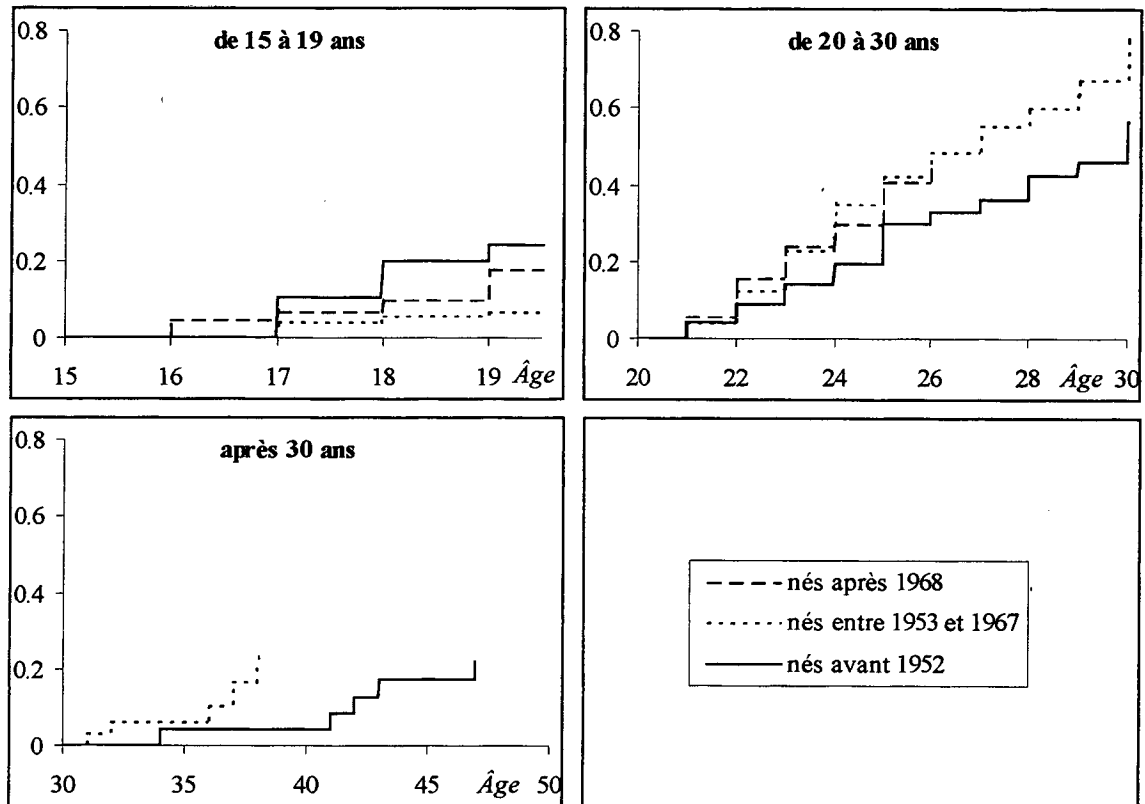 de 15 à 19 ans
0.8
0.6
0.4
0.2
0
15 16 17 18 19 Âge
de 20 à 30 ans
0.8
0.6
0.4
0.2
0
20 22 24 26 28 Âge 30
après 30 ans
0.8
0.6
0.4
0.2
0
30 35 40 45 Âge 50
nés après 1968
nés entre 1953 et 1967
nés avant 1952